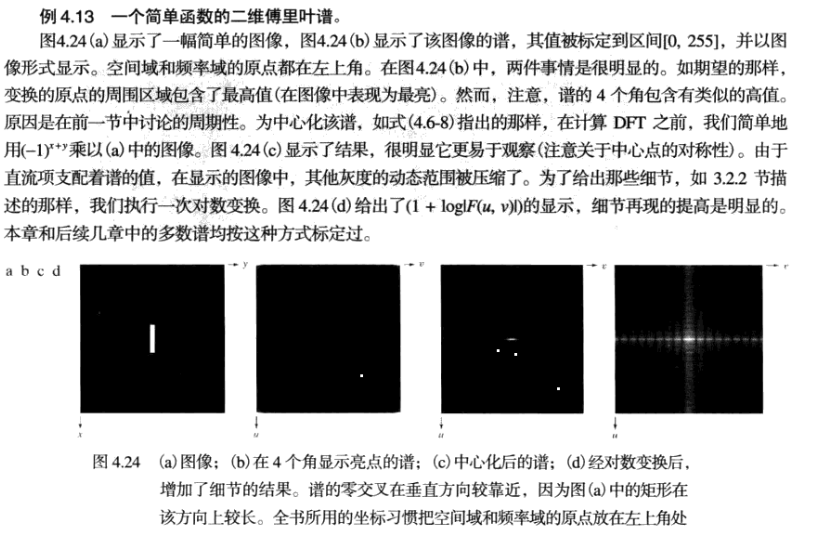 例 4.13 一个简单函数的二维傅里叶谱。
图4.24(a)显示了一幅简单的图像，图4.24(b)显示了该图像的谱，其值被标定到区间[0, 255]，并以图
像形式显示。空间域和频率域的原点都在左上角。在图4.24(b)中，两件事情是很明显的。如期望的那样，
变换的原点的周围区域包含了最高值(在图像中表现为最亮)。然而，注意，谱的 4 个角包含有类似的高值。
原因是在前一节中讨论的周期性。为中心化该谱，如式(4.6-8)指出的那样，在计算 DFT 之前，我们简单地
用(−1)^{x+y}乘以(a)中的图像。图 4.24(c)显示了结果，很明显它更易于观察(注意关于中心点的对称性)。由于
直流项支配着谱的值，在显示的图像中，其他灰度的动态范围被压缩了。为了给出那些细节，如 3.2.2 节描
述的那样，我们执行一次对数变换。图 4.24(d)给出了(1 + log|F(u, v)|)的显示，细节再现的提高是明显的。
本章和后续几章中的多数谱均按这种方式标定过。
a b c d
y v v v
x u u u
图 4.24 (a)图像；(b)在 4 个角显示亮点的谱；(c)中心化后的谱；(d)经对数变换后，
增加了细节的结果。谱的零交叉在垂直方向较靠近，因为图(a)中的矩形在
该方向上较长。全书所用的坐标习惯把空间域和频率域的原点放在左上角处